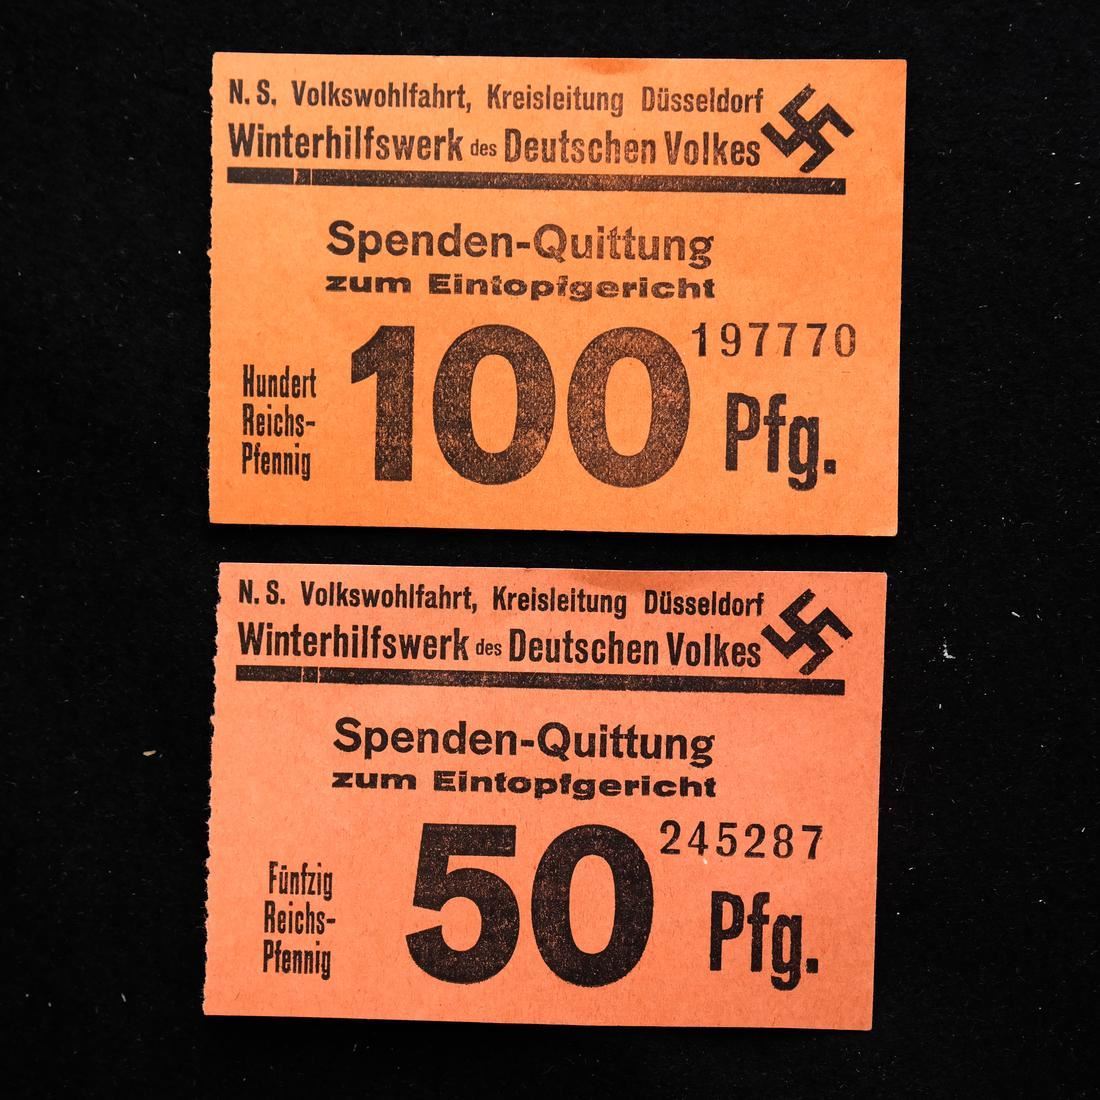 N. S. Volkswohlfahrt, Kreisleitung Düsseldorf
Winterhilfswerk des Deutschen Volkes
Spenden-Quittung
zum Eintopfgericht
197770
Hundert
Reichs-
Pfennig
100 Pfg.
N. S. Volkswohlfahrt, Kreisleitung Düsseldorf
Winterhilfswerk des Deutschen Volkes
Spenden-Quittung
zum Eintopfgericht
245287
Fünfzig
Reichs-
Pfennig
50 Pfg.